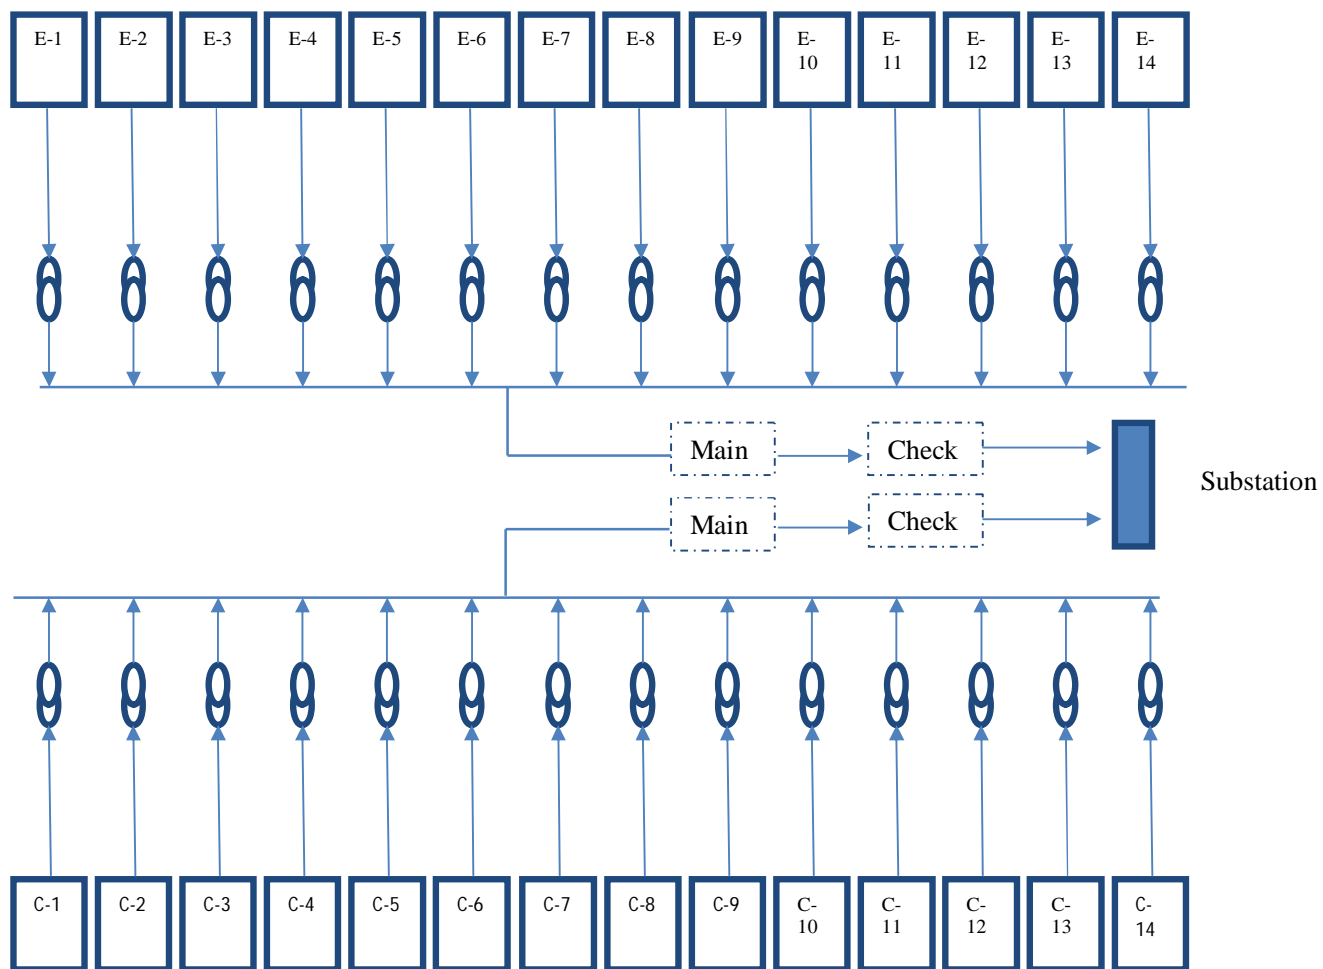 E-1
E-2
E-3
E-4
E-5
E-6
E-7
E-8
E-9
E-
10
E-
11
E-
12
E-
13
E-
14
Main
Check
Substation
Main
Check
C-1
C-2
C-3
C-4
C-5
C-6
C-7
C-8
C-9
C-
10
C-
11
C-
12
C-
13
C-
14